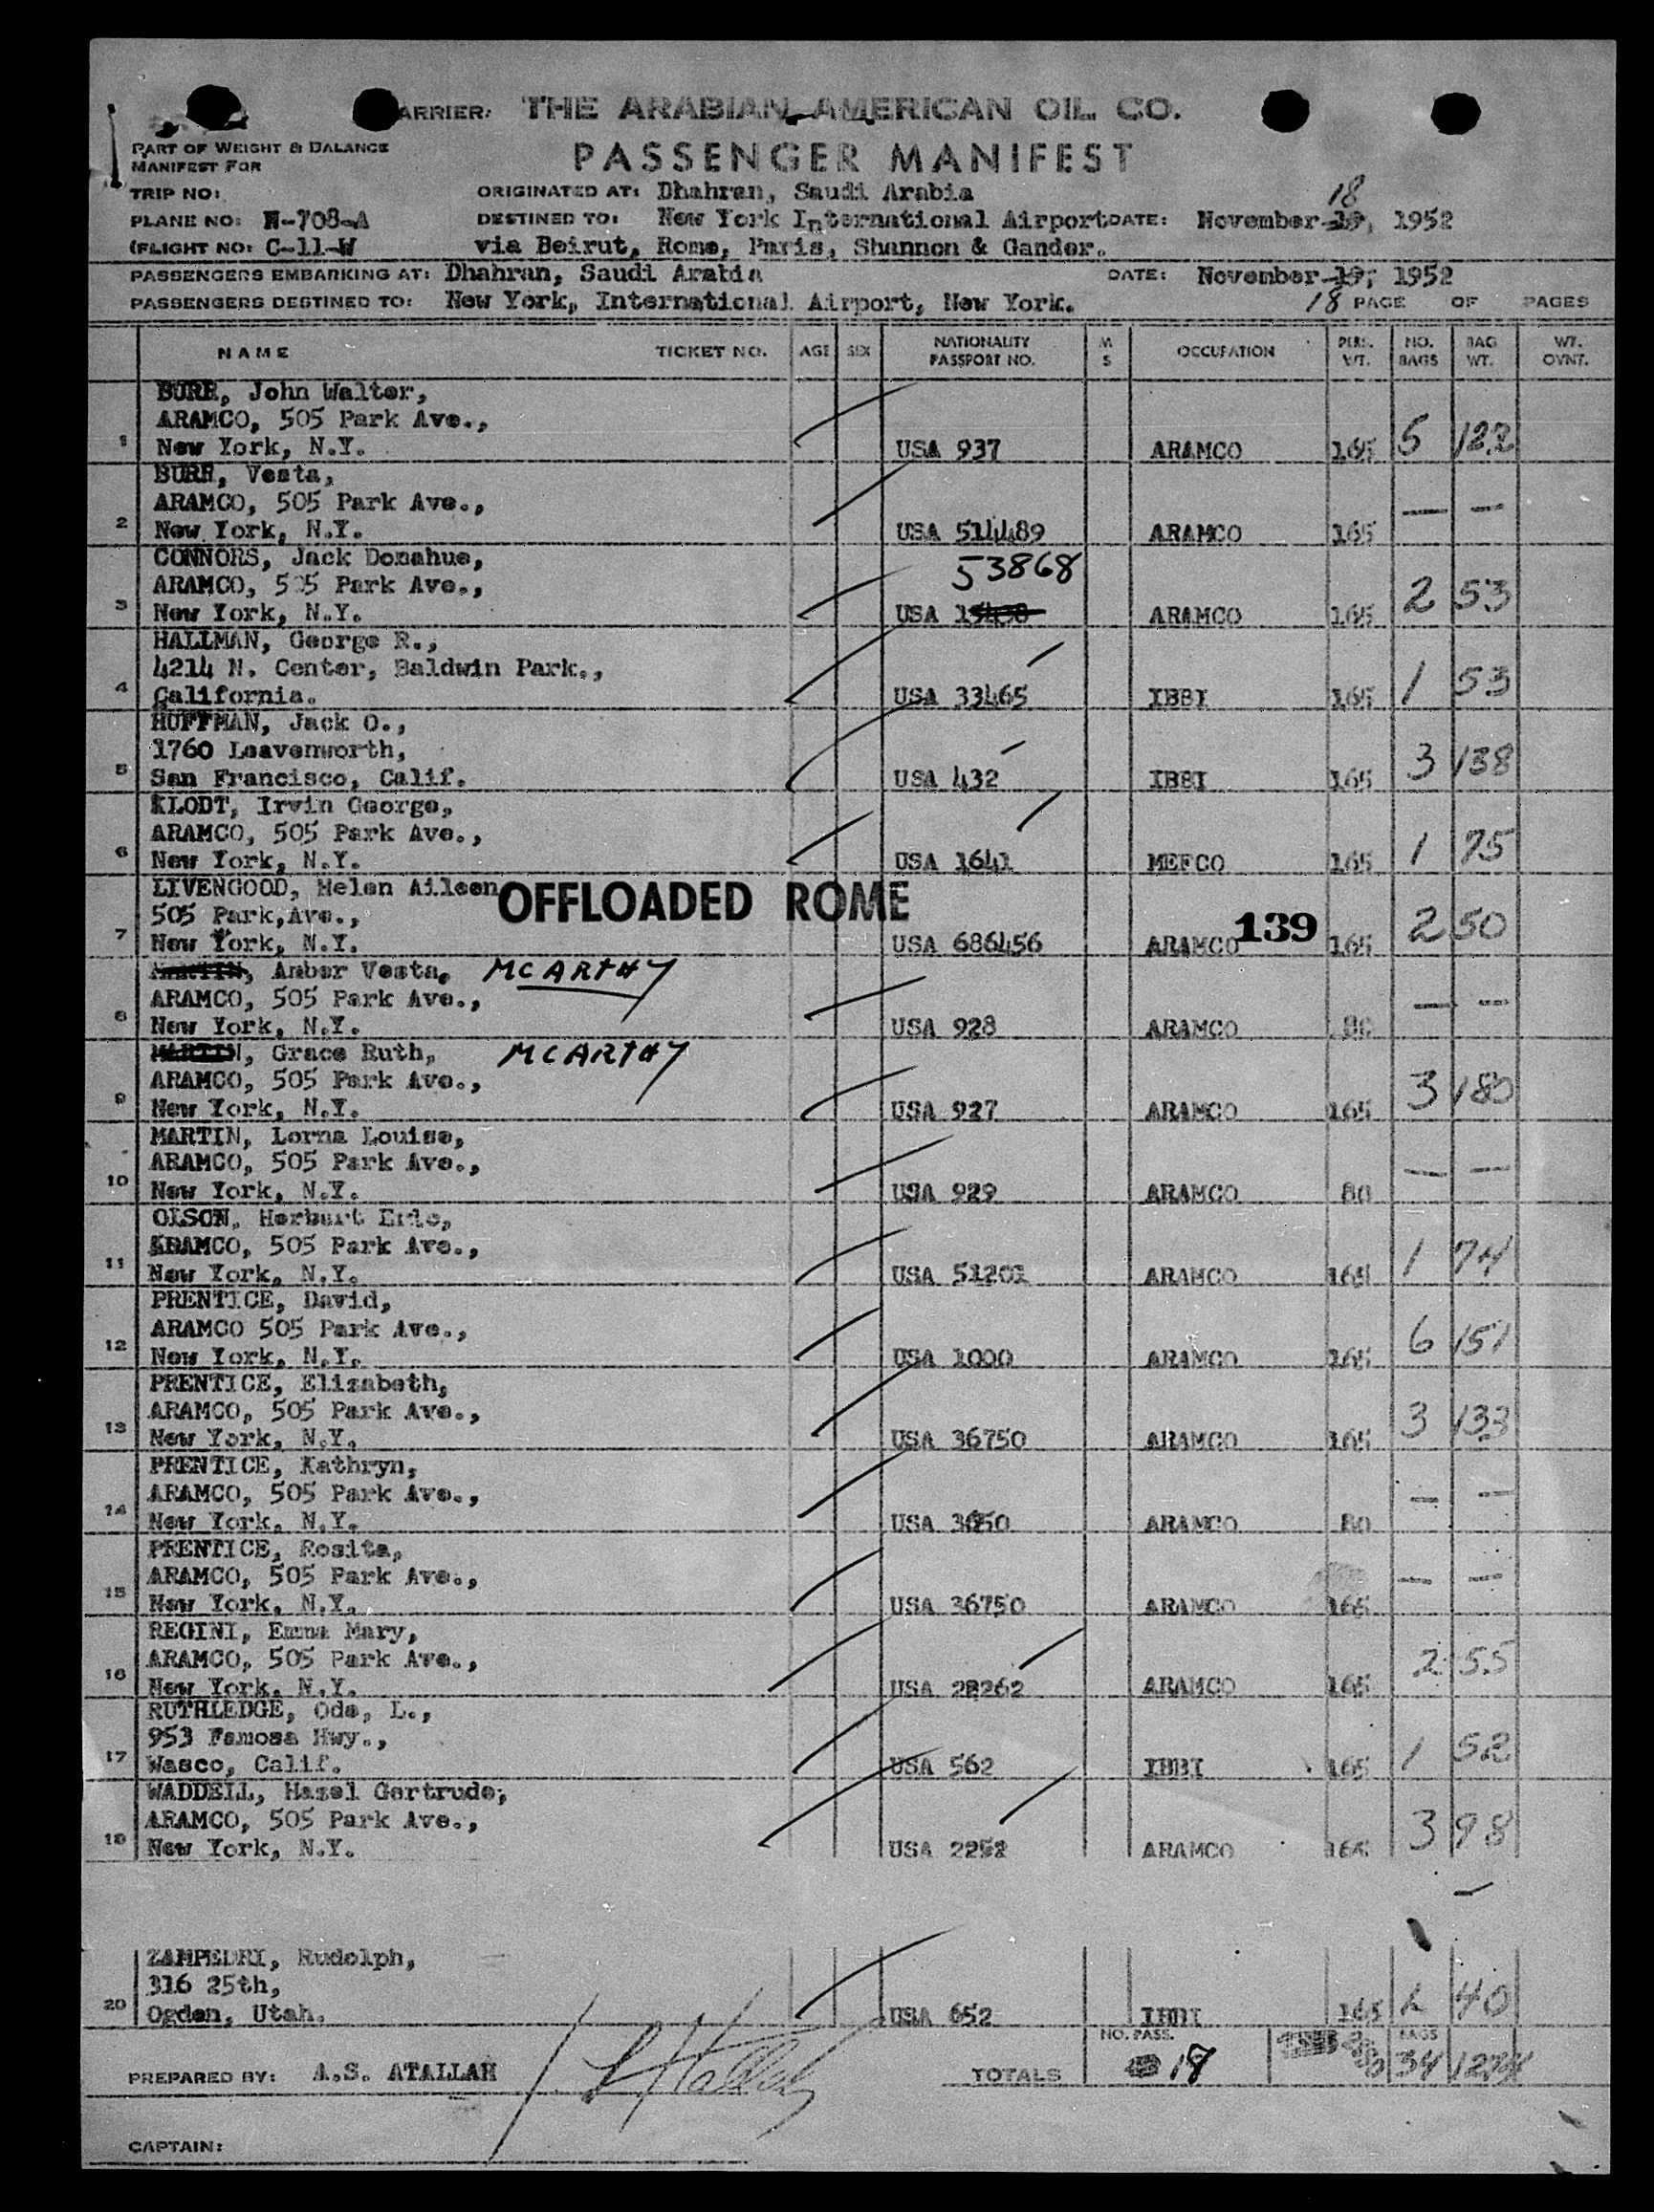 CARRIER: THE ARABIAN AMERICAN OIL CO.
PART OF WEIGHT & BALANCE
MANIFEST FOR
PASSENGER MANIFEST
TRIP NO: ORIGINATED AT: Dhahran, Saudi Arabia
18
PLANE NO: N-708-A DESTINED TO: New York International Airport DATE: November 19, 1952
(FLIGHT NO: C-11-W via Beirut, Rome, Paris, Shannon & Gander.
PASSENGERS EMBARKING AT: Dhahran, Saudi Arabia DATE: November 19, 1952
PASSENGERS DESTINED TO: New York, International Airport, New York. 18 PAGE OF PAGES
NAME TICKET NO. AGE SEX NATIONALITY PASSPORT NO. M S OCCUPATION PERS. WT. NO. BAGS BAG WT. WT. OVNT.
BURR, John Walter,
ARAMCO, 505 Park Ave.,
1 New York, N.Y. USA 937 ARAMCO 165 5 122
BURR, Vesta,
ARAMCO, 505 Park Ave.,
2 New York, N.Y. USA 514489 ARAMCO 165 — —
CONNORS, Jack Donahue,
53868
ARAMCO, 505 Park Ave.,
3 New York, N.Y. USA ARAMCO 165 2 53
HALLMAN, George R.,
4214 N. Center, Baldwin Park.,
4 California. USA 33465 IBBI 165 1 53
HUFFMAN, Jack O.,
1760 Leavenworth,
5 San Francisco, Calif. USA 432 IBBI 165 3 138
KLODT, Irvin George,
ARAMCO, 505 Park Ave.,
6 New York, N.Y. USA 1641 MEFCO 165 1 75
LIVENGOOD, Helen Aileen
OFFLOADED ROME
505 Park,Ave.,
7 New York, N.Y. USA 686456 ARAMCO 139 165 2 50
MARTIN, Amber Vesta, MCARTHY
ARAMCO, 505 Park Ave.,
8 New York, N.Y. USA 928 ARAMCO 80 — —
MARTIN, Grace Ruth, MCARTHY
ARAMCO, 505 Park Ave.,
9 New York, N.Y. USA 927 ARAMCO 165 3 180
MARTIN, Lorna Louise,
ARAMCO, 505 Park Ave.,
10 New York, N.Y. USA 929 ARAMCO 80 — —
OLSON, Herbert Eric,
ARAMCO, 505 Park Ave.,
11 New York, N.Y. USA 51201 ARAMCO 165 1 74
PRENTICE, David,
ARAMCO 505 Park Ave.,
12 New York, N.Y. USA 1000 ARAMCO 165 6 151
PRENTICE, Elizabeth,
ARAMCO, 505 Park Ave.,
13 New York, N.Y. USA 36750 ARAMCO 165 3 133
PRENTICE, Kathryn,
ARAMCO, 505 Park Ave.,
14 New York, N.Y. USA ARAMCO 80 — —
PRENTICE, Rosita,
ARAMCO, 505 Park Ave.,
15 New York, N.Y. USA 36750 ARAMCO 165 — —
REGINI, Emma Mary,
ARAMCO, 505 Park Ave.,
16 New York, N.Y. USA 28262 ARAMCO 165 2 55
RUTHLEDGE, Ode, L.,
953 Famosa Hwy.,
17 Wasco, Calif. USA 562 IBBI 165 1 52
WADDELL, Hazel Gertrude,
ARAMCO, 505 Park Ave.,
18 New York, N.Y. USA 2252 ARAMCO 165 3 98
ZAMPEDRI, Rudolph,
316 25th,
20 Ogden, Utah. USA 652 IBBI 165 40
NO. PASS. BAGS
PREPARED BY: A.S. ATALLAH TOTALS 18 34
CAPTAIN: